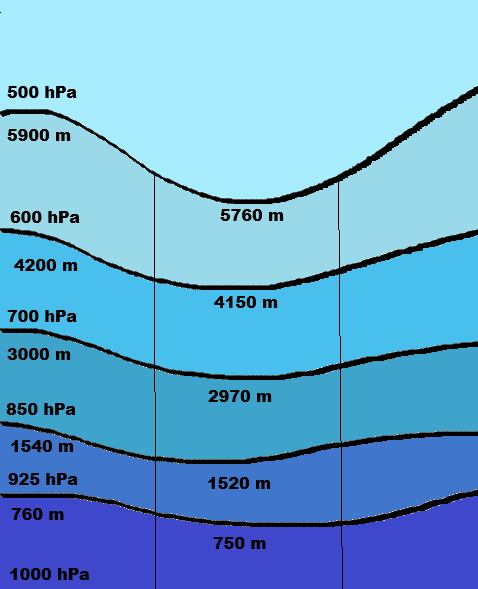 500 hPa
5900 m
5760 m
600 hPa
4200 m
4150 m
700 hPa
3000 m
2970 m
850 hPa
1540 m
1520 m
925 hPa
760 m
750 m
1000 hPa